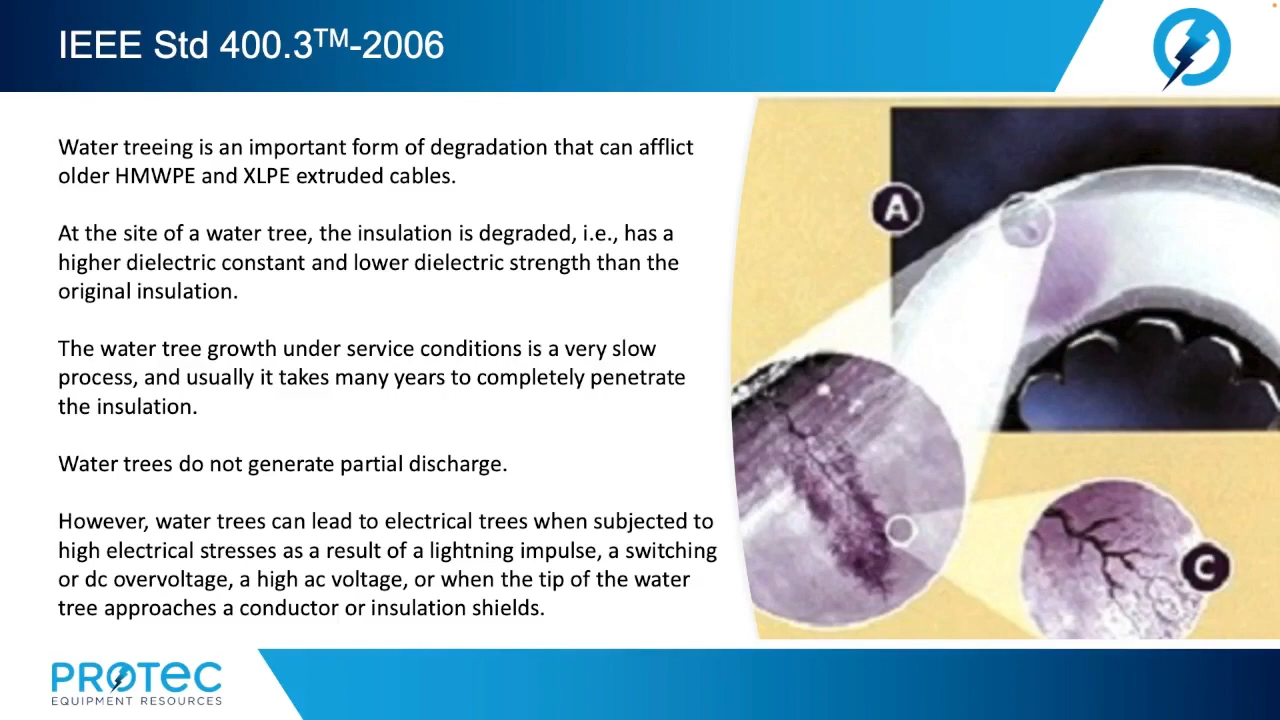 IEEE Std 400.3™-2006
Water treeing is an important form of degradation that can afflict
older HMWPE and XLPE extruded cables.
At the site of a water tree, the insulation is degraded, i.e., has a
higher dielectric constant and lower dielectric strength than the
original insulation.
The water tree growth under service conditions is a very slow
process, and usually it takes many years to completely penetrate
the insulation.
Water trees do not generate partial discharge.
However, water trees can lead to electrical trees when subjected to
high electrical stresses as a result of a lightning impulse, a switching
or dc overvoltage, a high ac voltage, or when the tip of the water
tree approaches a conductor or insulation shields.
A
C
PROTEC
EQUIPMENT RESOURCES